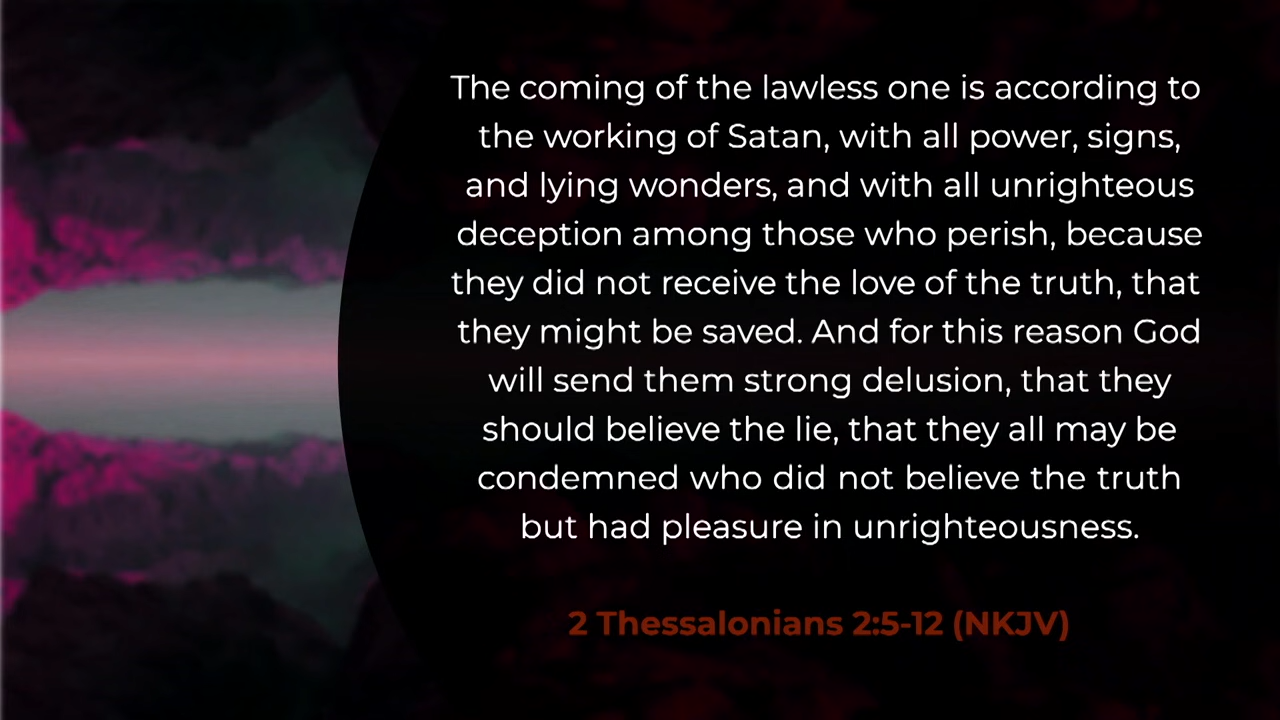 The coming of the lawless one is according to
the working of Satan, with all power, signs,
and lying wonders, and with all unrighteous
deception among those who perish, because
they did not receive the love of the truth, that
they might be saved. And for this reason God
will send them strong delusion, that they
should believe the lie, that they all may be
condemned who did not believe the truth
but had pleasure in unrighteousness.
2 Thessalonians 2:5-12 (NKJV)